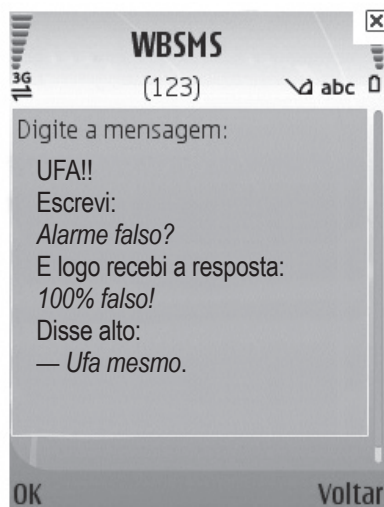 WBSMS
3G
(123)
abc
Digite a mensagem:
UFA!!
Escrevi:
Alarme falso?
E logo recebi a resposta:
100% falso!
Disse alto:
— Ufa mesmo.
OK Voltar